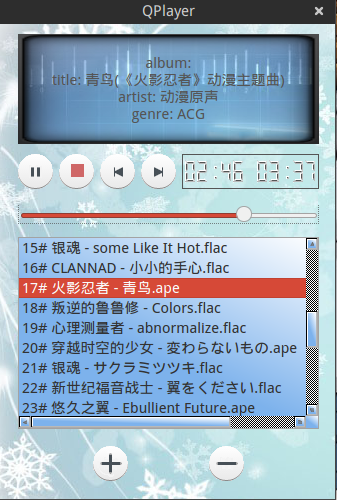 QPlayer
album:
title: 青鸟(《火影忍者》动漫主题曲)
artist: 动漫原声
genre: ACG
02:46 03:37
15# 银魂 - some Like It Hot.flac
16# CLANNAD - 小小的手心.flac
17# 火影忍者 - 青鸟.ape
18# 叛逆的鲁鲁修 - Colors.flac
19# 心理测量者 - abnormalize.flac
20# 穿越时空的少女 - 変わらないもの.ape
21# 银魂 - サクラミツツキ.flac
22# 新世纪福音战士 - 翼をください.flac
23# 悠久之翼 - Ebullient Future.ape